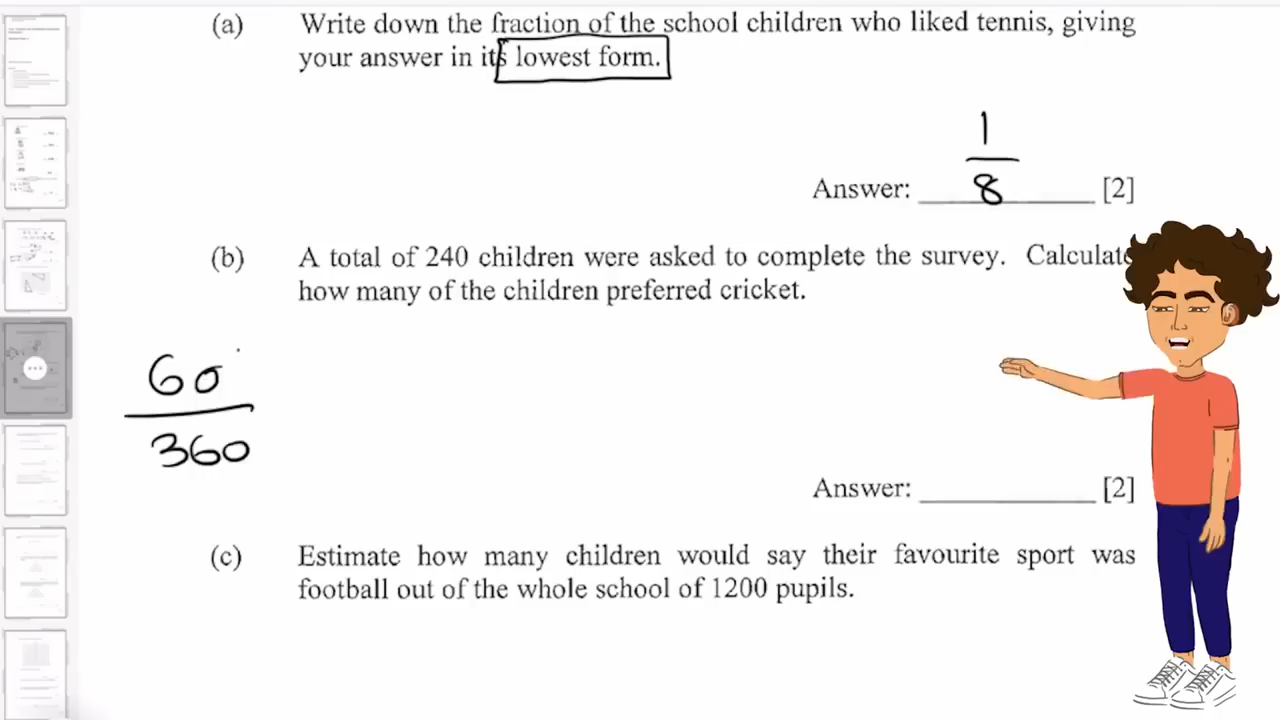 (a) Write down the fraction of the school children who liked tennis, giving
your answer in its lowest form.
1
8
Answer: ____________ [2]
(b) A total of 240 children were asked to complete the survey. Calculate
how many of the children preferred cricket.
60
360
Answer: ____________ [2]
(c) Estimate how many children would say their favourite sport was
football out of the whole school of 1200 pupils.